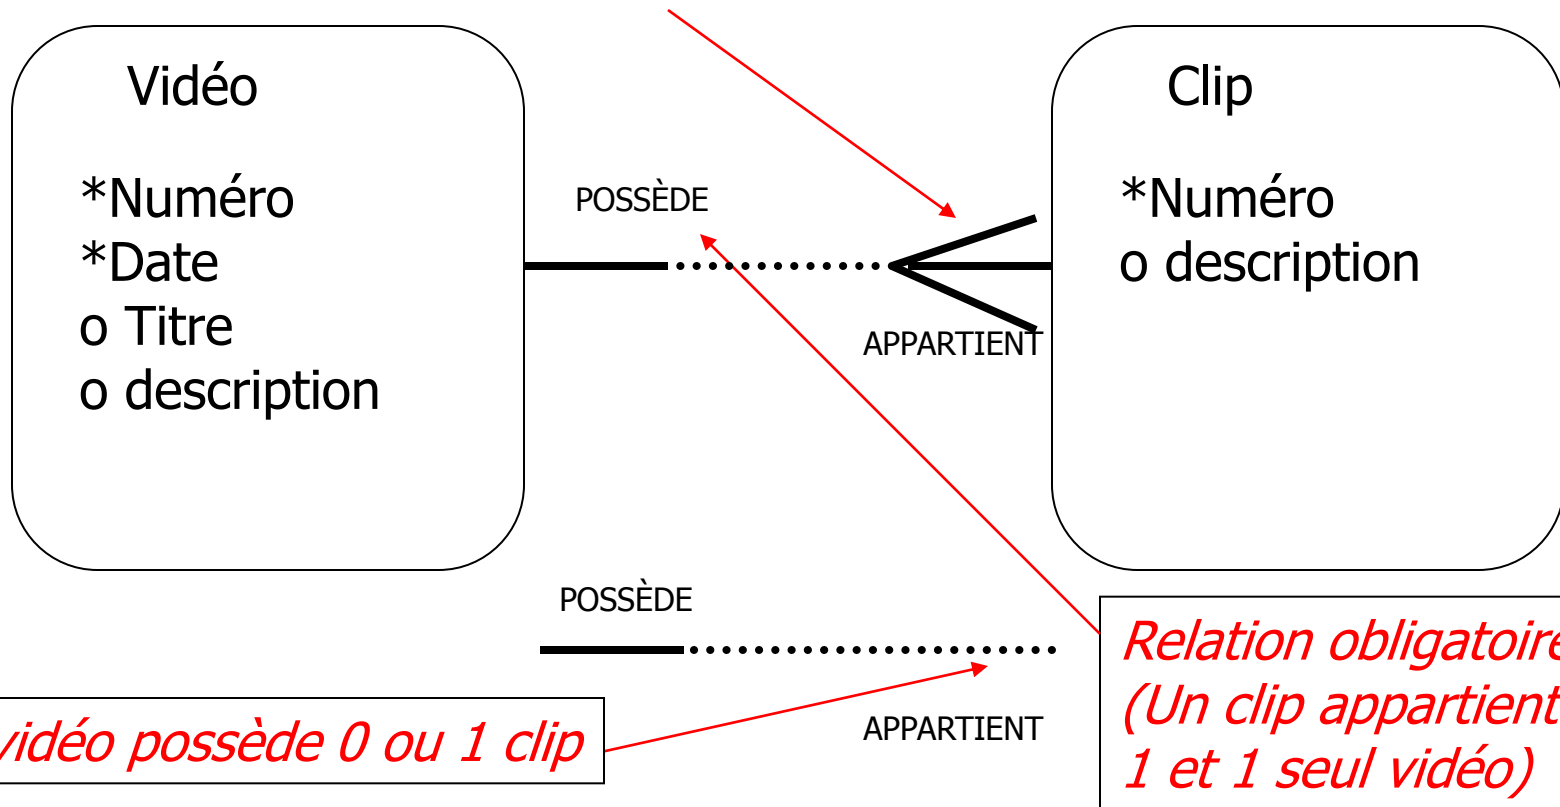 Vidéo
*Numéro
*Date
o Titre
o description
POSSÈDE
APPARTIENT
Clip
*Numéro
o description
POSSÈDE
APPARTIENT
vidéo possède 0 ou 1 clip
Relation obligatoire
(Un clip appartient
1 et 1 seul vidéo)